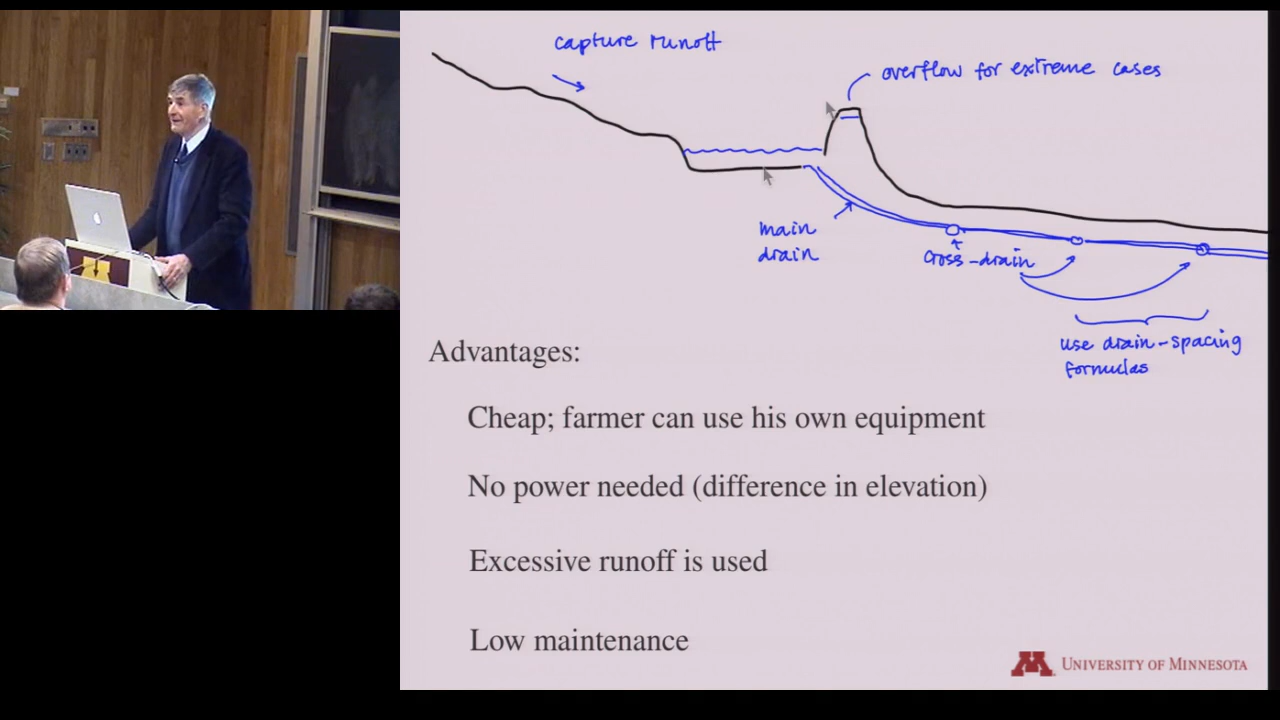 capture runoff
overflow for extreme cases
main
drain
cross-drain
use drain-spacing
formulas
Advantages:
Cheap; farmer can use his own equipment
No power needed (difference in elevation)
Excessive runoff is used
Low maintenance
M UNIVERSITY OF MINNESOTA
M